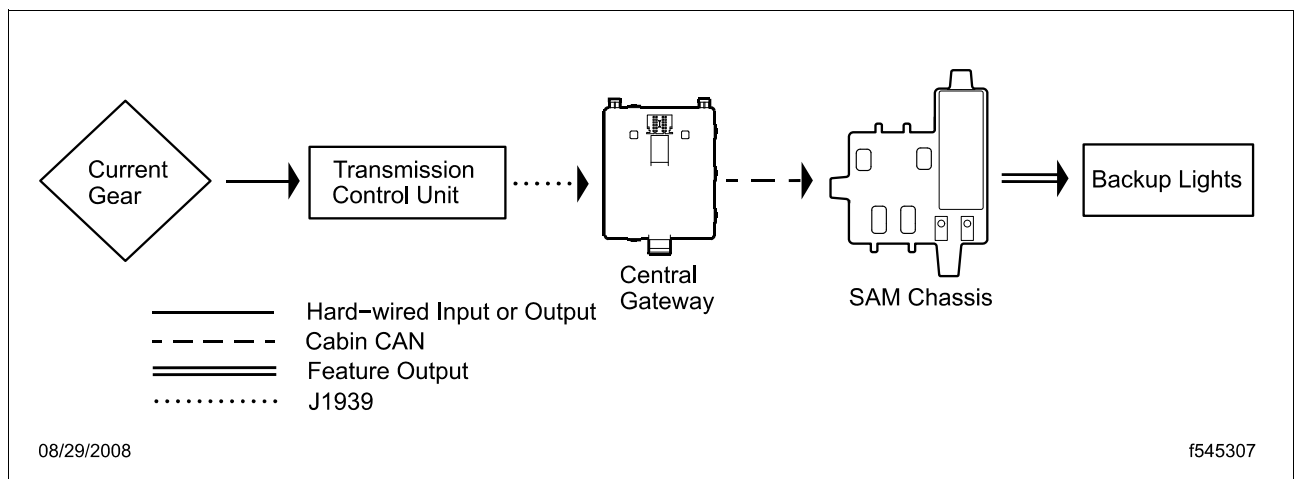 Current
Gear
Transmission
Control Unit
Central
Gateway
SAM Chassis
Backup Lights
Hard−wired Input or Output
Cabin CAN
Feature Output
J1939
08/29/2008
f545307